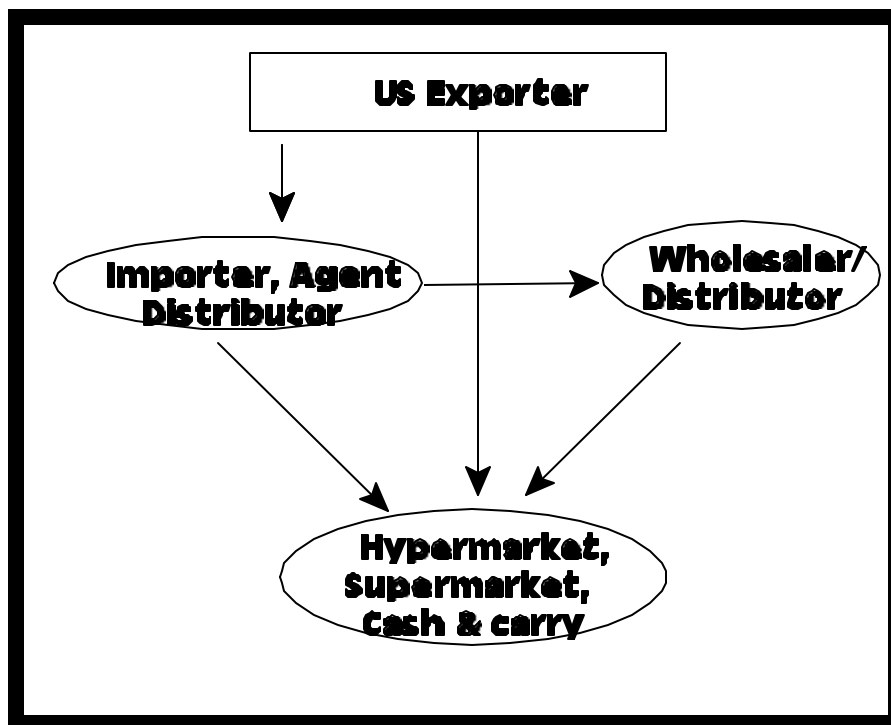 US Exporter
Importer, Agent
Distributor
Wholesaler/
Distributor
Hypermarket,
Supermarket,
Cash & carry